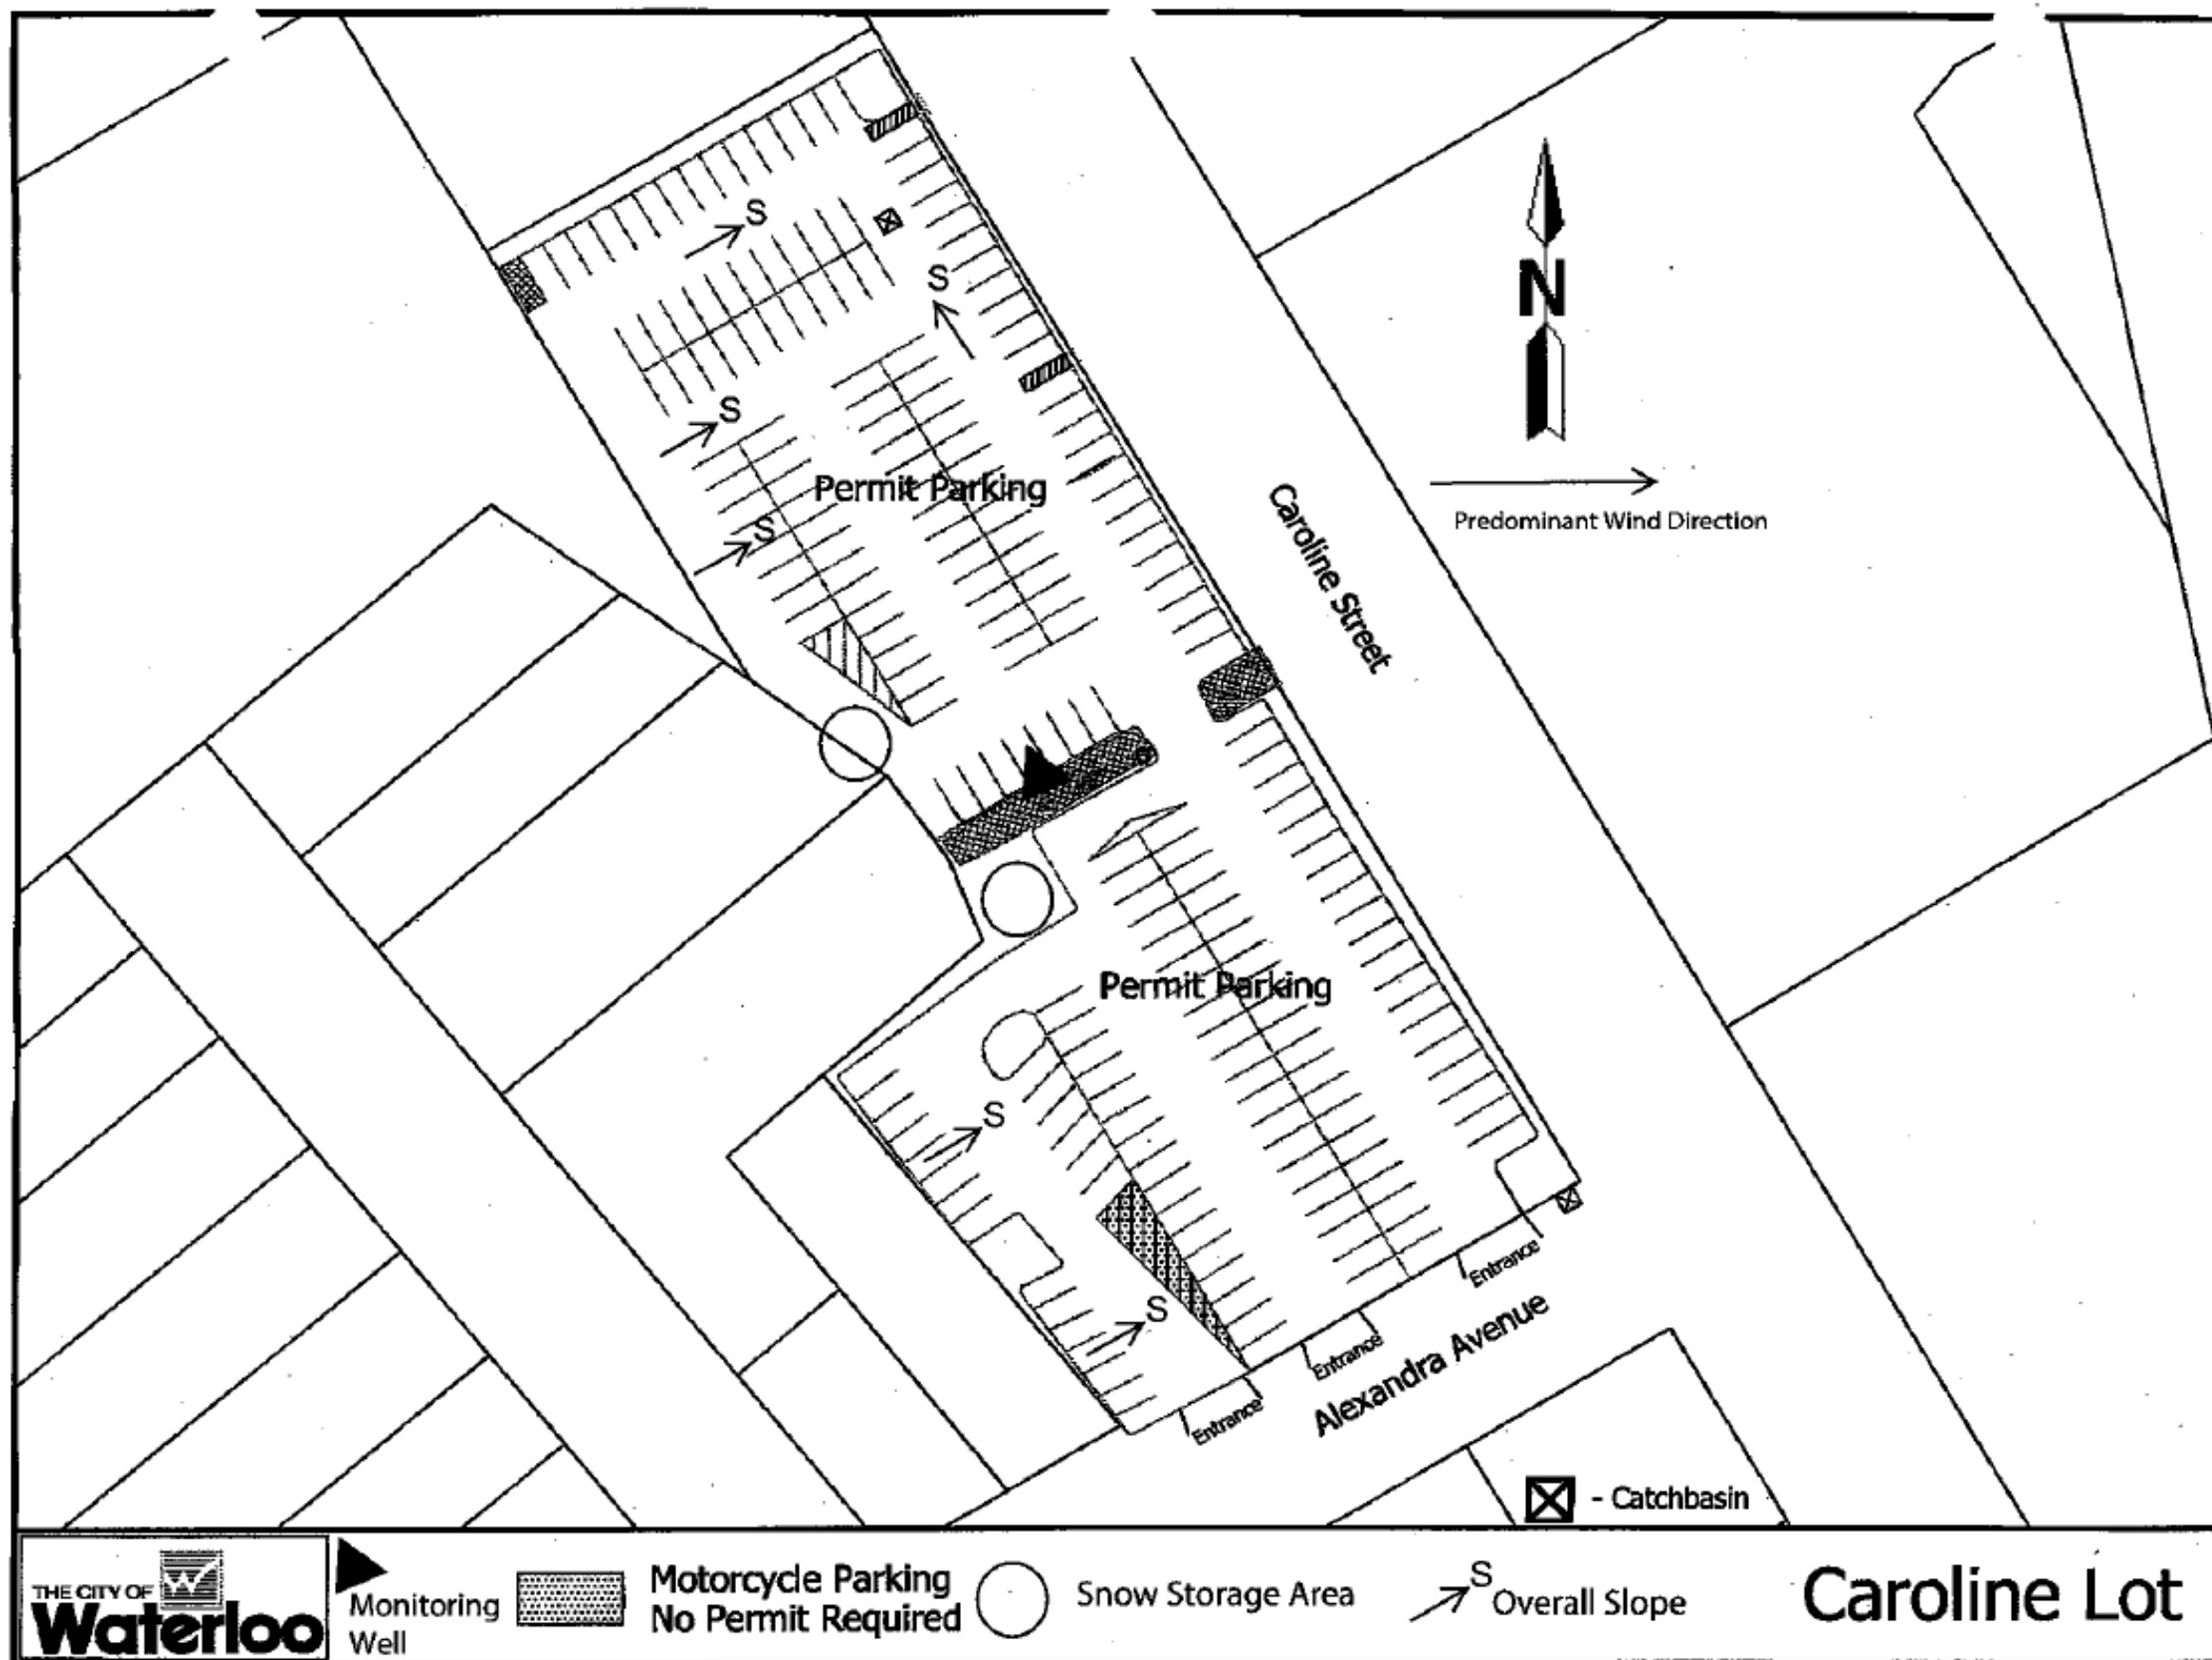 S
S
N
S
Permit Parking
S
Predominant Wind Direction
Caroline Street
Permit Parking
S
Entrance
S
Entrance
Alexandra Avenue
Entrance
- Catchbasin
THE CITY OF
Waterloo
Monitoring
Well
Motorcycle Parking
No Permit Required
Snow Storage Area
S
Overall Slope
Caroline Lot